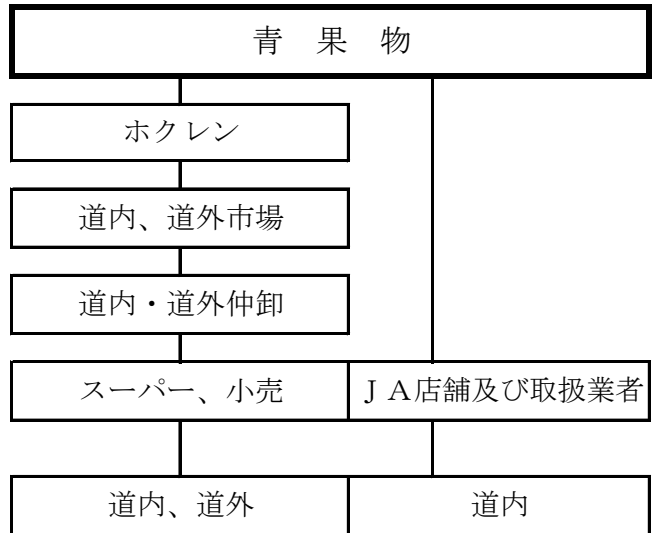 青　果　物
ホクレン
道内、道外市場
道内・道外仲卸
スーパー、小売
ＪＡ店舗及び取扱業者
道内、道外
道内